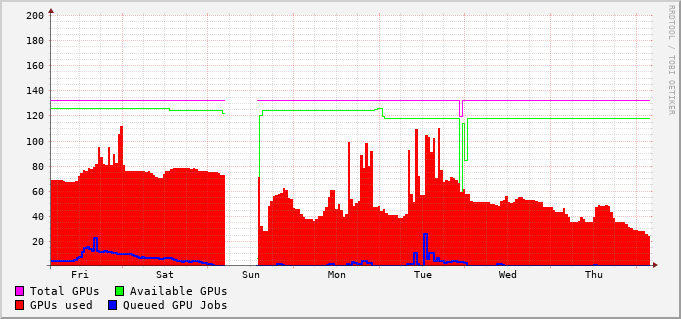 200
180
160
140
120
100
80
60
40
20
Fri Sat Sun Mon Tue Wed Thu
Total GPUs Available GPUs
GPUs used Queued GPU Jobs
RRDTOOL / TOBI OETIKER